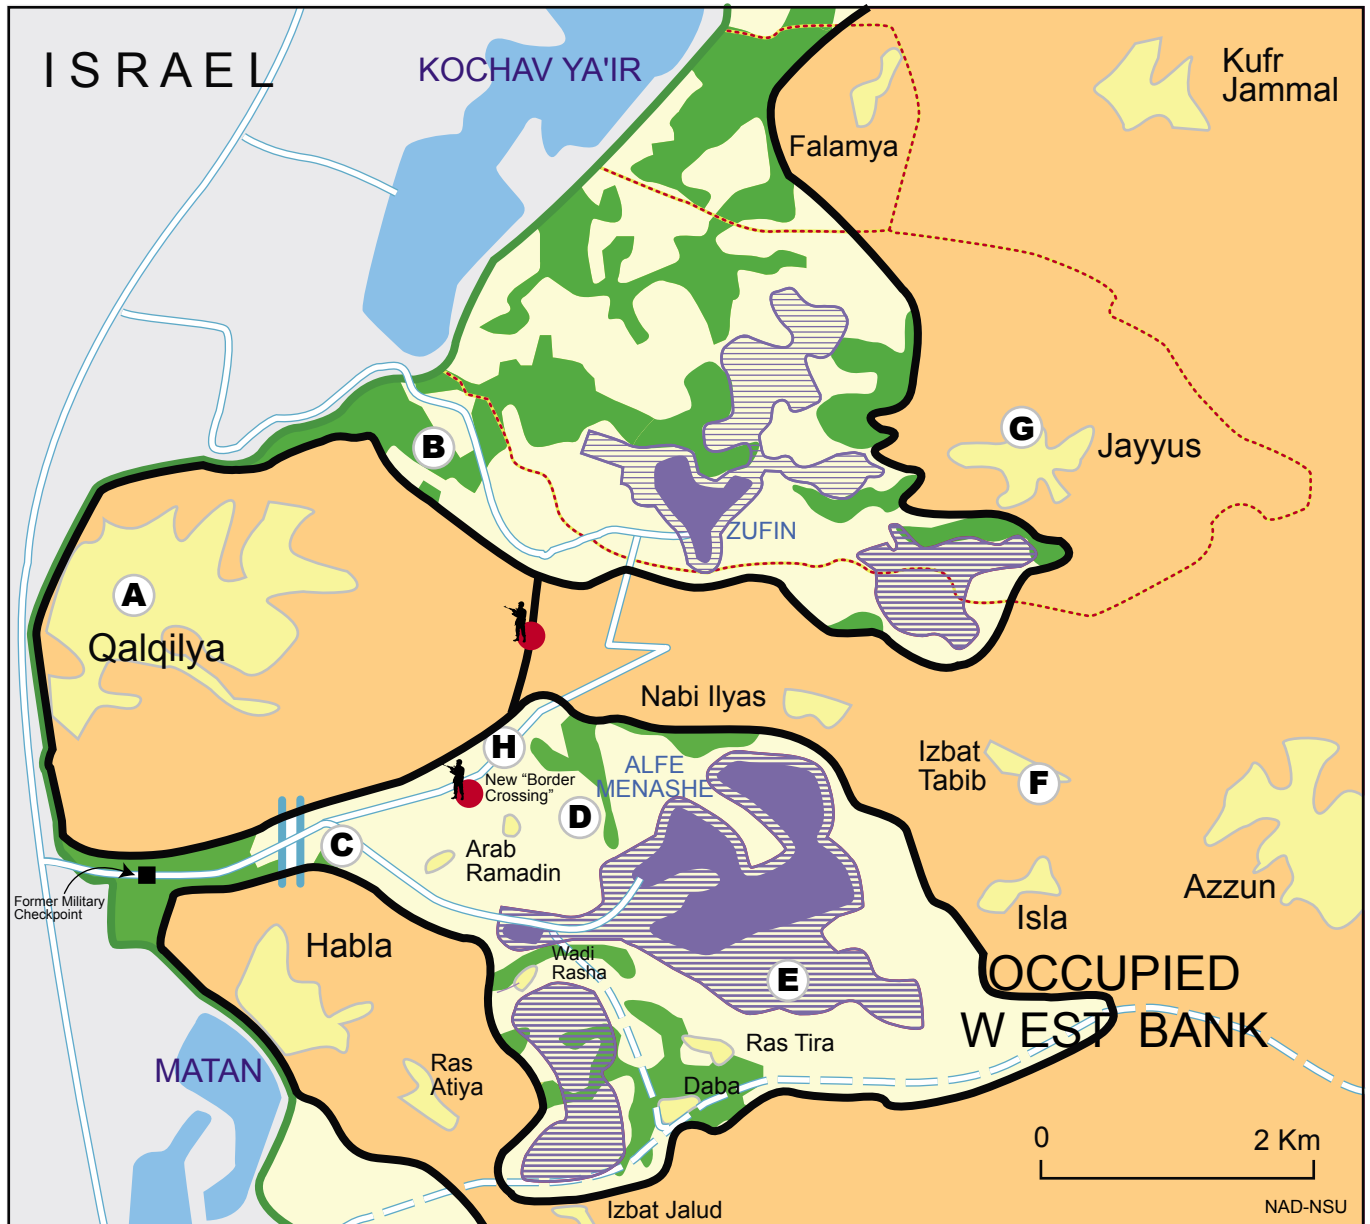 ISRAEL
KOCHAV YA'IR
Kufr
Jammal
Falamya
B
G
Jayyus
ZUFIN
A
Qalqilya
Nabi Ilyas
H
Izbat
Tabib
F
ALFE
MENASHE
New “Border
Crossing”
D
C
Arab
Ramadin
Azzun
Isla
Former Military
Checkpoint
Habla
Wadi
Rasha
E
OCCUPIED
WEST BANK
Ras Tira
MATAN
Ras
Atiya
Daba
0
2 Km
Izbat Jalud
NAD-NSU